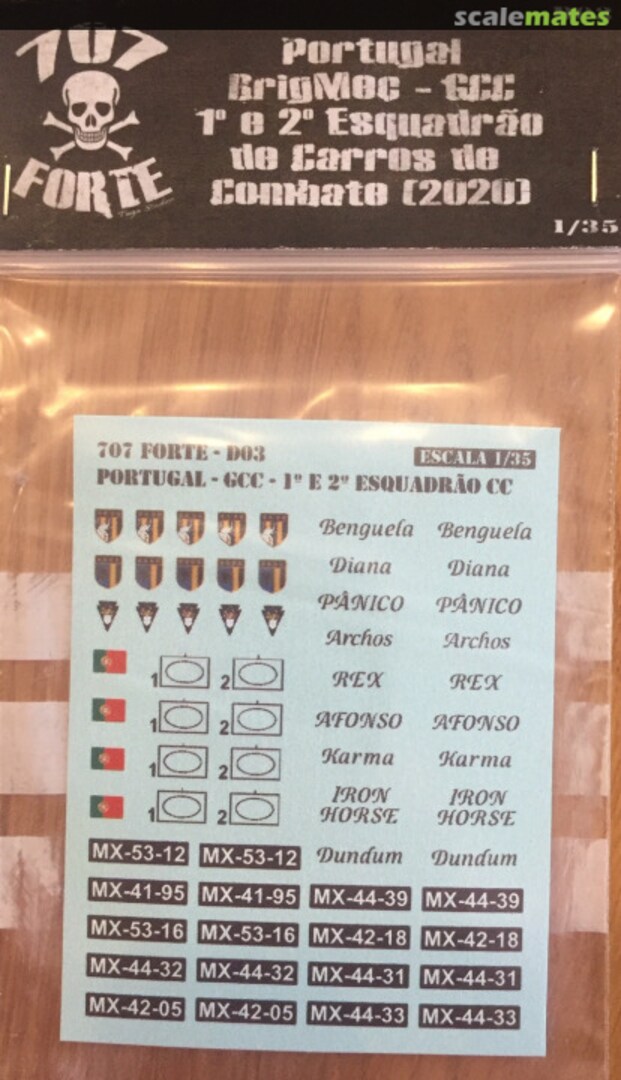 scalemates
707
FORTE
Portugal
BrigMec - GCC
1º e 2º Esquadrão
de Carros de
Combate (2020)
1/35
707 FORTE - D03
ESCALA 1/35
PORTUGAL - GCC - 1º E 2º ESQUADRÃO CC
Benguela Benguela
Diana Diana
PÂNICO PÂNICO
Archos Archos
1 2 REX REX
1 2 AFONSO AFONSO
1 2 Karma Karma
1 2 IRON HORSE IRON HORSE
MX-53-12 MX-53-12 Dundum Dundum
MX-41-95 MX-41-95 MX-44-39 MX-44-39
MX-53-16 MX-53-16 MX-42-18 MX-42-18
MX-44-32 MX-44-32 MX-44-31 MX-44-31
MX-42-05 MX-42-05 MX-44-33 MX-44-33